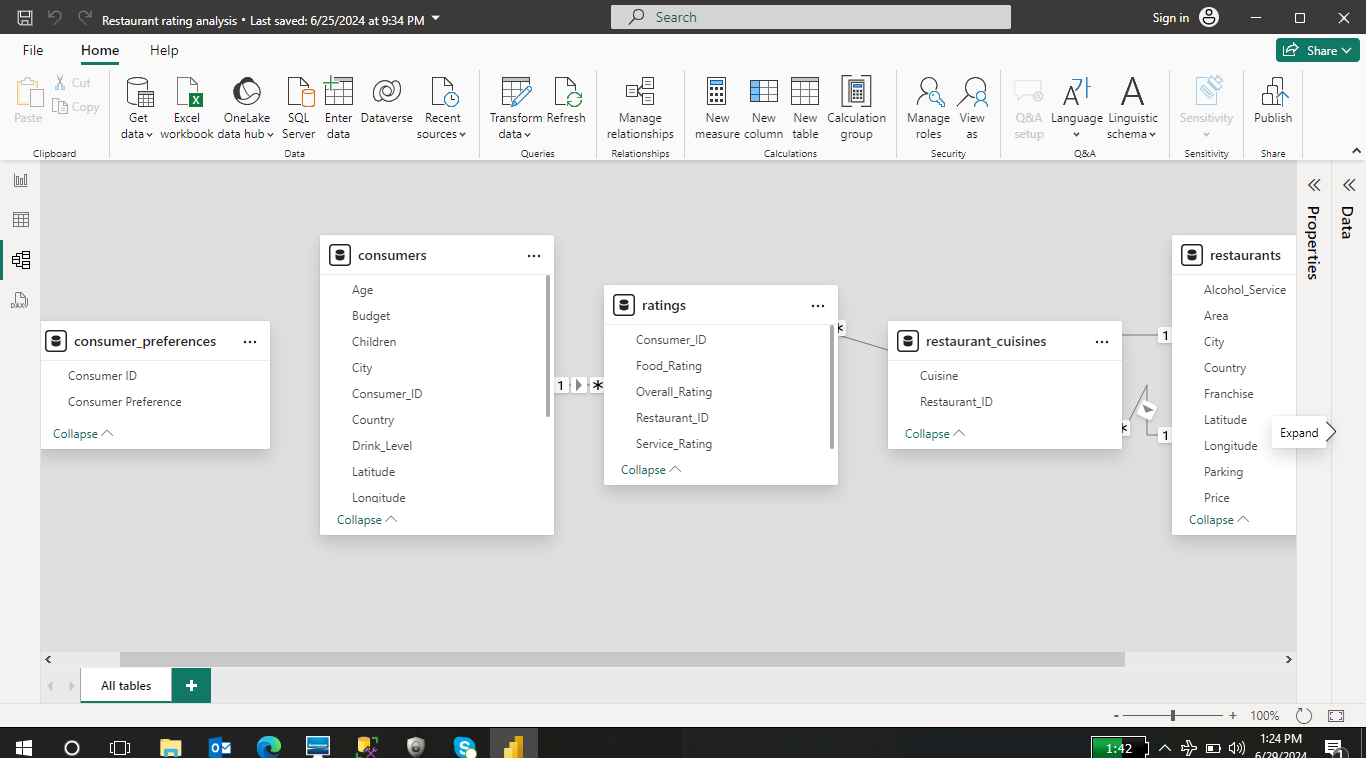 Restaurant rating analysis • Last saved: 6/25/2024 at 9:34 PM
Search
Sign in
File
Home
Help
Share
Paste
Cut
Copy
Get data
Excel workbook
OneLake data hub
SQL Server
Enter data
Dataverse
Recent sources
Transform data
Refresh
Manage relationships
New measure
New column
New table
Calculation group
Manage roles
View as
Q&A setup
Language
Linguistic schema
Sensitivity
Publish
Clipboard
Data
Queries
Relationships
Calculations
Security
Q&A
Sensitivity
Share
DAX
consumer_preferences
Consumer ID
Consumer Preference
Collapse
consumers
Age
Budget
Children
City
Consumer_ID
Country
Drink_Level
Latitude
Longitude
Collapse
1
*
ratings
Consumer_ID
Food_Rating
Overall_Rating
Restaurant_ID
Service_Rating
Collapse
*
restaurant_cuisines
Cuisine
Restaurant_ID
Collapse
1
*
1
restaurants
Alcohol_Service
Area
City
Country
Franchise
Latitude
Longitude
Parking
Price
Collapse
Expand
Properties
Data
All tables
+
- + 100%
1:42
1:24 PM
6/29/2024
1